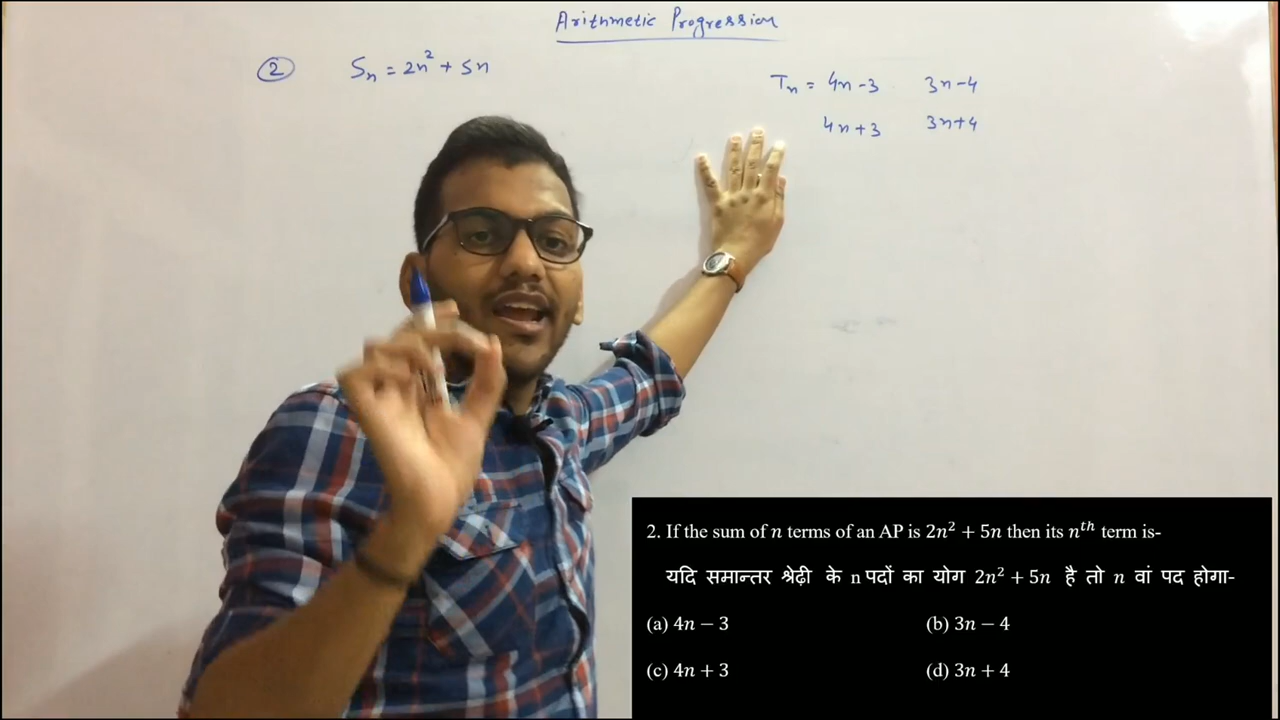 Arithmetic Progression
② Sₙ = 2n² + 5n
Tₙ = 4n - 3 3n - 4
4n + 3 3n + 4
2. If the sum of n terms of an AP is 2n² + 5n then its nᵗʰ term is-
यदि समान्तर श्रेढ़ी के n पदों का योग 2n² + 5n है तो n वां पद होगा-
(a) 4n − 3 (b) 3n − 4
(c) 4n + 3 (d) 3n + 4